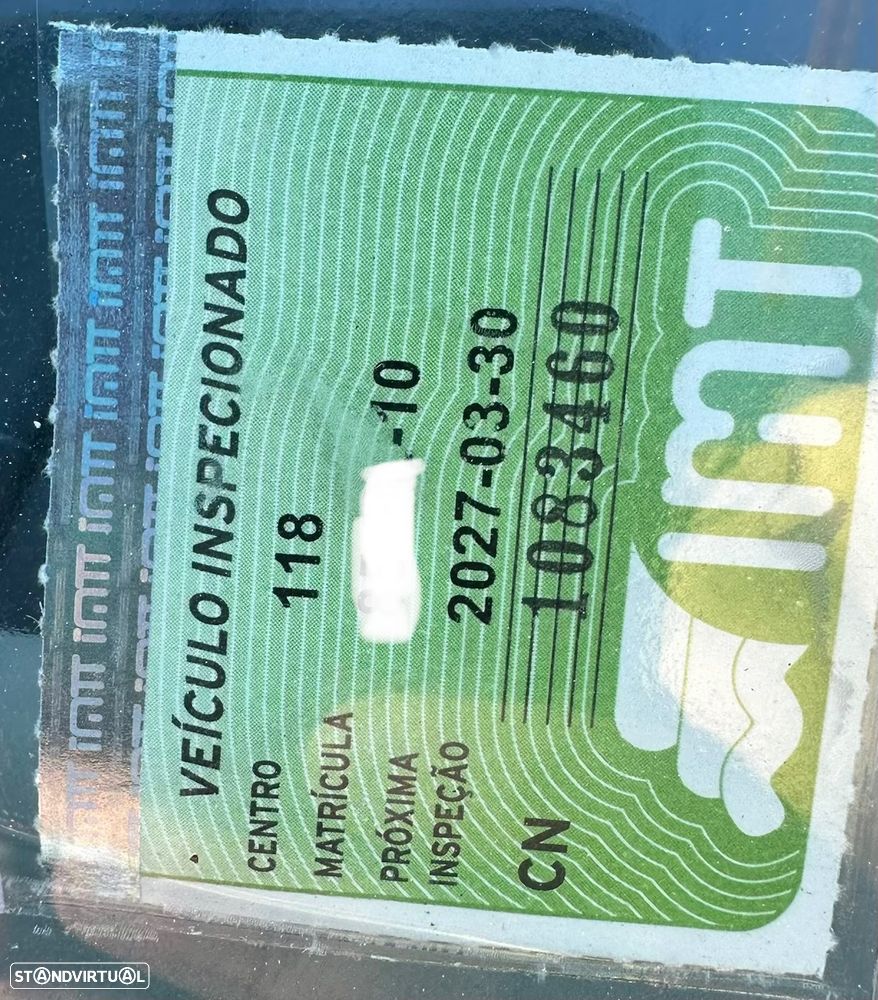 VEÍCULO INSPECIONADO
CENTRO 118
MATRÍCULA -10
PRÓXIMA
INSPEÇÃO 2027-03-30
CN 1083460
IMT
STANDVIRTUAL